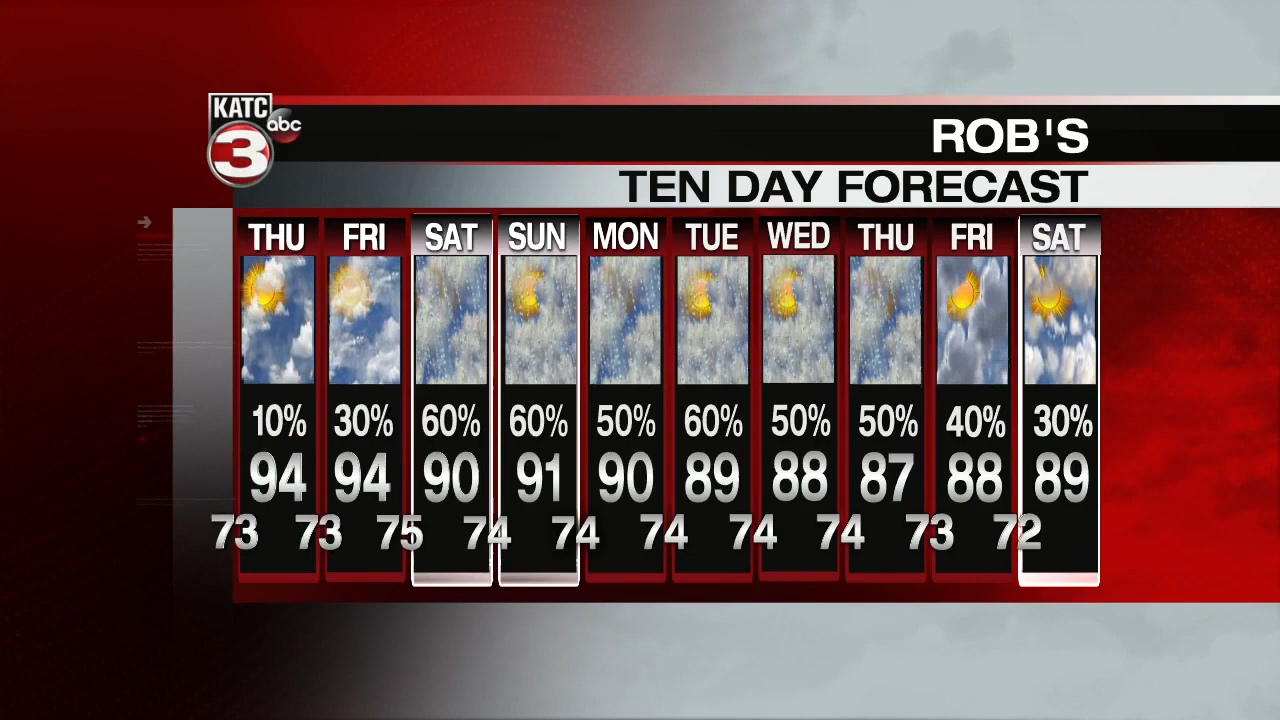 KATC
abc
3
ROB'S
TEN DAY FORECAST
THU FRI SAT SUN MON TUE WED THU FRI SAT
10% 30% 60% 60% 50% 60% 50% 50% 40% 30%
94 94 90 91 90 89 88 87 88 89
73 73 75 74 74 74 74 74 73 72